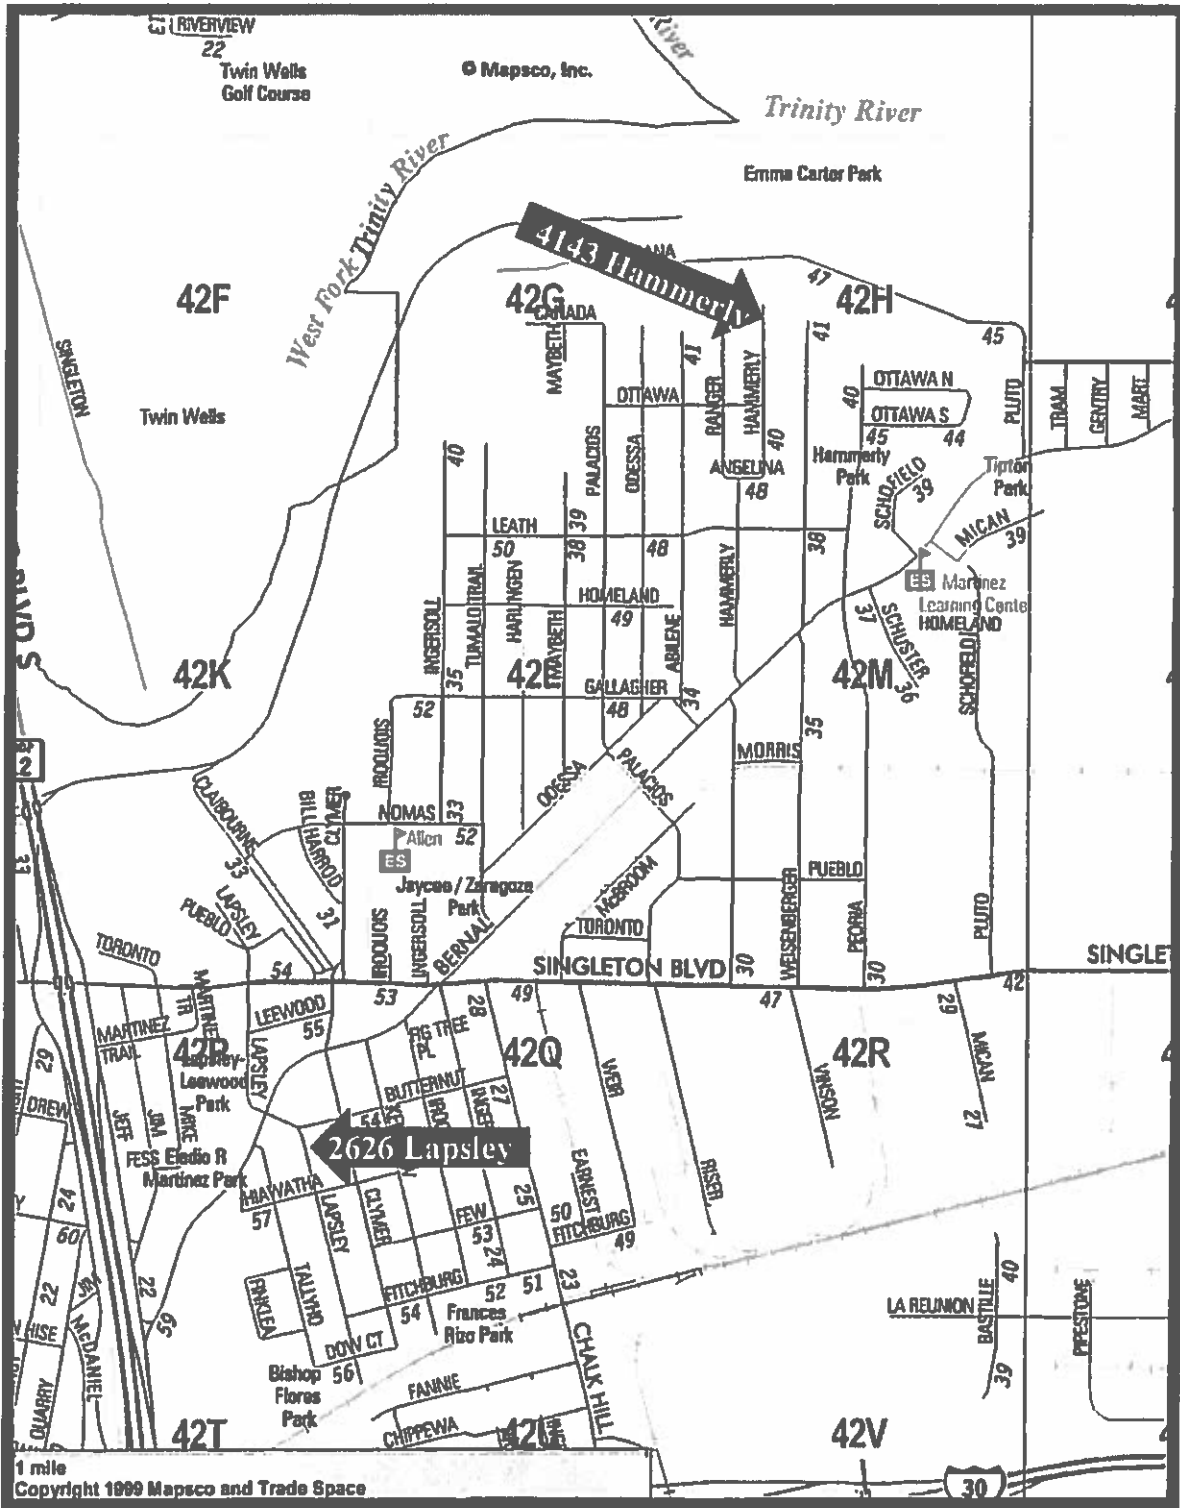 13
RIVERVIEW
22
Twin Wells
Golf Course
© Mapsco, Inc.
River
Trinity River
Emma Carter Park
West Fork Trinity River
4143 Hammerly
42F
42G
42H
47
45
CANADA
MAYBETH
41
41
SINGLETON
Twin Wells
OTTAWA
RANGER
HAMMERLY
40
40
OTTAWA N
OTTAWA S
45
44
PLUTO
TRAM
GENTRY
MART
40
PALACIOS
ODESSA
ANGELINA
48
Hammerly
Park
SCHOFIELD
39
Tipton
Park
MICAN
39
LEATH
50
39
38
48
38
BLVD S
INGERSOLL
TUMALO TRAIL
HARLINGEN
MAYBETH
HOMELAND
49
ABILENE
HAMMERLY
ES
Martinez
Learning Cente
HOMELAND
37
SCHUSTER
36
SCHOFIELD
42K
35
42L
42M
GALLAGHER
52
48
34
35
IROQUOIS
ODESSA
PALACIOS
MORRIS
CLAIBOURNE
33
BILL HARROD
31
CLYMER
NOMAS
33
52
Allen
ES
Jaycee / Zaragoza
Park
McBROOM
PUEBLO
33
LAPSLEY
PUEBLO
IROQUOIS
INGERSOLL
BERNAL
TORONTO
WEISENBERGER
PEORIA
PLUTO
TORONTO
54
53
SINGLETON BLVD
49
30
47
30
42
SINGLET
MARTINEZ
TRAIL
LEEWOOD
55
28
FIG TREE
PL
29
29
42P
Lapsley-
Leewood
Park
LAPSLEY
42Q
42R
WEIR
VINSON
MICAN
27
BUTTERNUT
54
27
DREW
JEFF
JIM
MIKE
2626 Lapsley
FESS
Eladio R
Martinez Park
HIAWATHA
57
LAPSLEY
CLYMER
25
EARNEST
RISER
24
60
FEW
53
24
50
FITCHBURG
49
22
22
59
JIM
McDANIEL
FINKLEA
TALLYHO
FITCHBURG
54
52
51
23
Frances
Rizo Park
40
LA REUNION
BASTILLE
39
PIPESTONE
DOW CT
56
Bishop
Flores
Park
CHALK HILL
FANNIE
CHIPPEWA
QUARRY
42T
42U
42V
1 mile
Copyright 1999 Mapsco and Trade Space
30